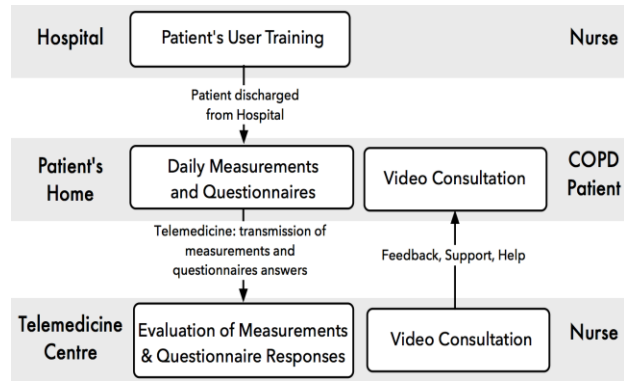 Hospital
Patient's User Training
Nurse
Patient discharged
from Hospital
Patient's
Home
Daily Measurements
and Questionnaires
Video Consultation
COPD
Patient
Telemedicine: transmission of
measurements and
questionnaires answers
Feedback, Support, Help
Telemedicine
Centre
Evaluation of Measurements
& Questionnaire Responses
Video Consultation
Nurse